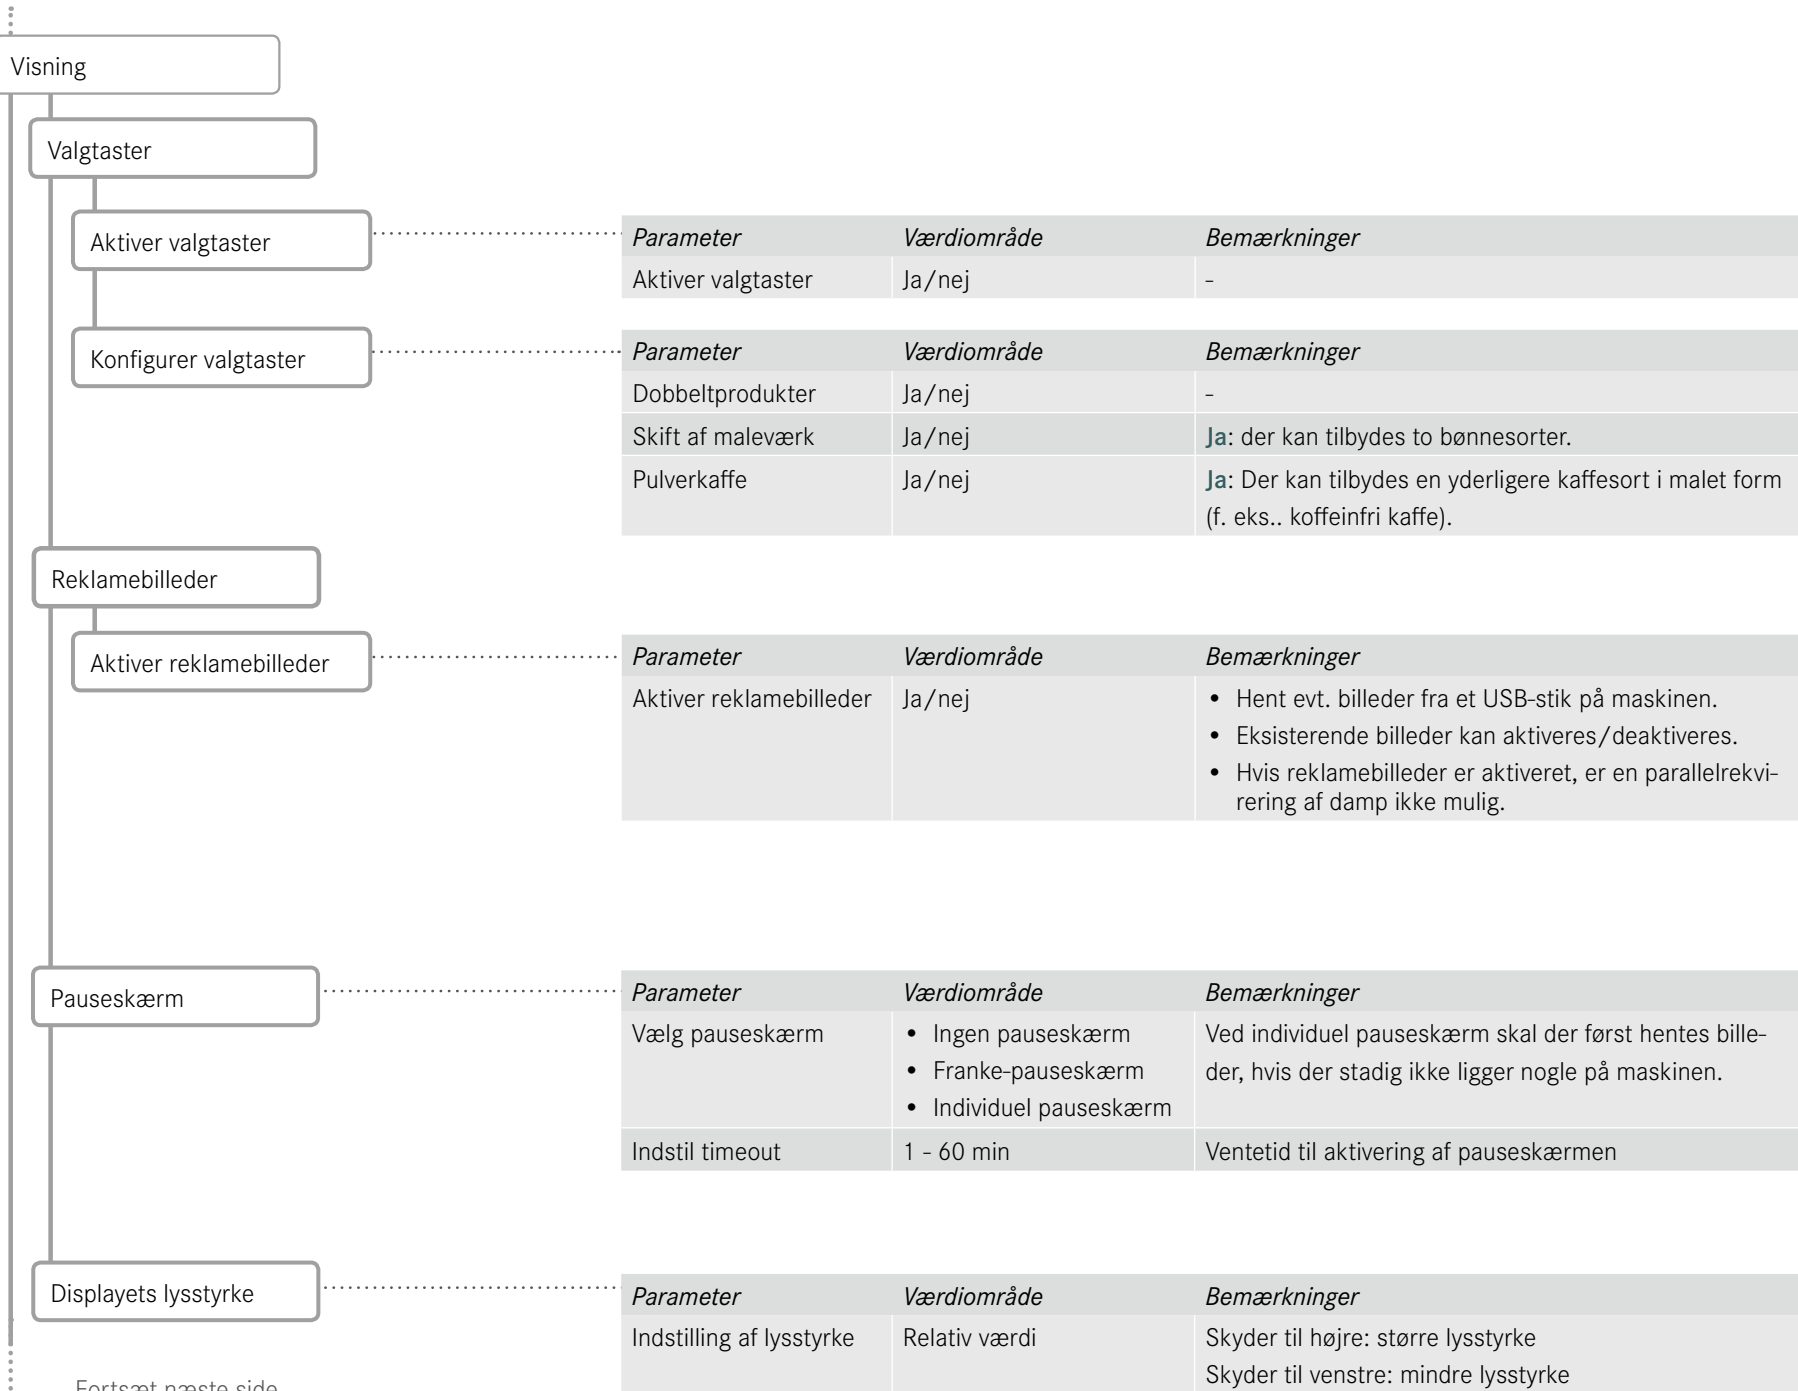 Visning
Valgtaster
Aktiver valgtaster
Parameter Værdiområde Bemærkninger
Aktiver valgtaster Ja/nej -
Konfigurer valgtaster
Parameter Værdiområde Bemærkninger
Dobbeltprodukter Ja/nej -
Skift af maleværk Ja/nej Ja: der kan tilbydes to bønnesorter.
Pulverkaffe Ja/nej Ja: Der kan tilbydes en yderligere kaffesort i malet form
(f. eks.. koffeinfri kaffe).
Reklamebilleder
Aktiver reklamebilleder
Parameter Værdiområde Bemærkninger
Aktiver reklamebilleder Ja/nej • Hent evt. billeder fra et USB-stik på maskinen.
• Eksisterende billeder kan aktiveres/deaktiveres.
• Hvis reklamebilleder er aktiveret, er en parallelrekvi-
rering af damp ikke mulig.
Pauseskærm
Parameter Værdiområde Bemærkninger
Vælg pauseskærm • Ingen pauseskærm Ved individuel pauseskærm skal der først hentes bille-
• Franke-pauseskærm der, hvis der stadig ikke ligger nogle på maskinen.
• Individuel pauseskærm
Indstil timeout 1 - 60 min Ventetid til aktivering af pauseskærmen
Displayets lysstyrke
Parameter Værdiområde Bemærkninger
Indstilling af lysstyrke Relativ værdi Skyder til højre: større lysstyrke
Skyder til venstre: mindre lysstyrke
Fortsæt næste side